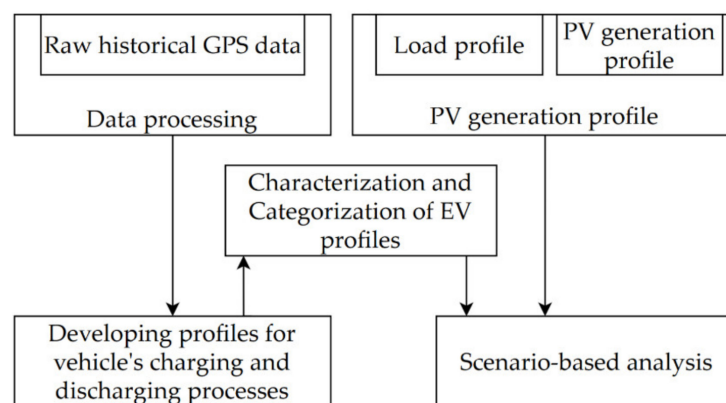 Raw historical GPS data
Data processing
Load profile
PV generation
profile
PV generation profile
Characterization and
Categorization of EV
profiles
Developing profiles for
vehicle's charging and
discharging processes
Scenario-based analysis